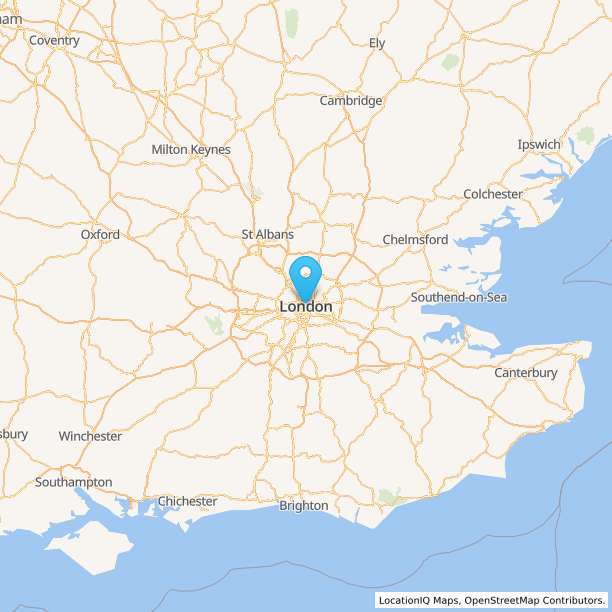 ham
Coventry
Ely
Cambridge
Ipswich
Milton Keynes
Colchester
Oxford
St Albans
Chelmsford
London
Southend-on-Sea
Canterbury
sbury
Winchester
Southampton
Chichester
Brighton
LocationIQ Maps, OpenStreetMap Contributors.